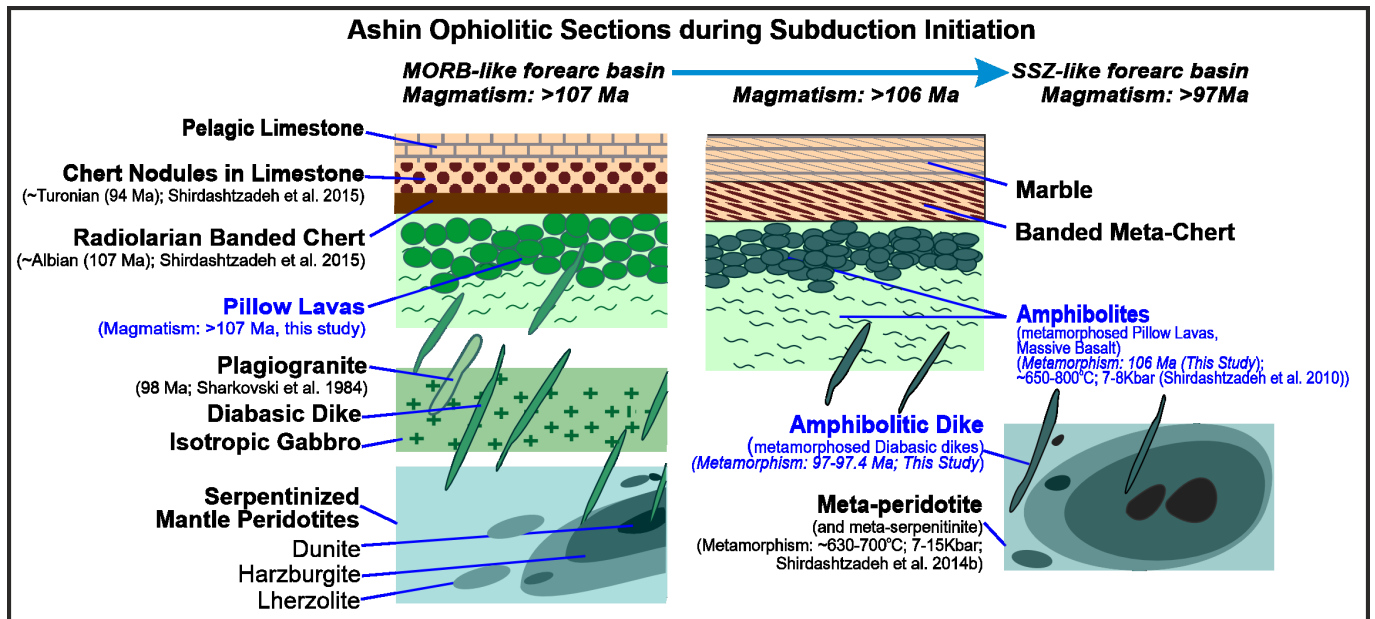 Ashin Ophiolitic Sections during Subduction Initiation
MORB-like forearc basin
Magmatism: >107 Ma
Magmatism: >106 Ma
SSZ-like forearc basin
Magmatism: >97Ma
Pelagic Limestone
Chert Nodules in Limestone
(~Turonian (94 Ma); Shirdashtzadeh et al. 2015)
Radiolarian Banded Chert
(~Albian (107 Ma); Shirdashtzadeh et al. 2015)
Pillow Lavas
(Magmatism: >107 Ma, this study)
Plagiogranite
(98 Ma; Sharkovski et al. 1984)
Diabasic Dike
Isotropic Gabbro
Serpentinized
Mantle Peridotites
Dunite
Harzburgite
Lherzolite
Marble
Banded Meta-Chert
Amphibolites
(metamorphosed Pillow Lavas,
Massive Basalt)
(Metamorphism: 106 Ma (This Study);
~650-800°C; 7-8Kbar (Shirdashtzadeh et al. 2010))
Amphibolitic Dike
(metamorphosed Diabasic dikes)
(Metamorphism: 97-97.4 Ma; This Study)
Meta-peridotite
(and meta-serpenitinite)
(Metamorphism: ~630-700°C; 7-15Kbar;
Shirdashtzadeh et al. 2014b)